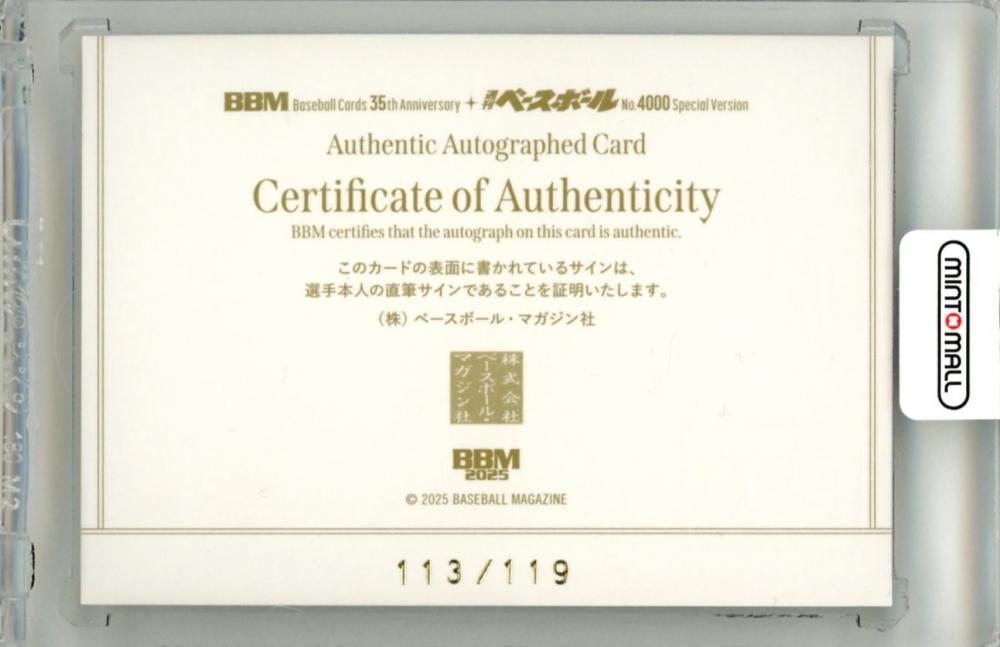 BBM Baseball Cards 35th Anniversary + 週刊ベースボール No.4000 Special Version
Authentic Autographed Card
Certificate of Authenticity
BBM certifies that the autograph on this card is authentic.
このカードの表面に書かれているサインは、
選手本人の直筆サインであることを証明いたします。
(株) ベースボール・マガジン社
株式会社
ベースボール・
マガジン社
BBM
2025
© 2025 BASEBALL MAGAZINE
113/119
MINTMALL